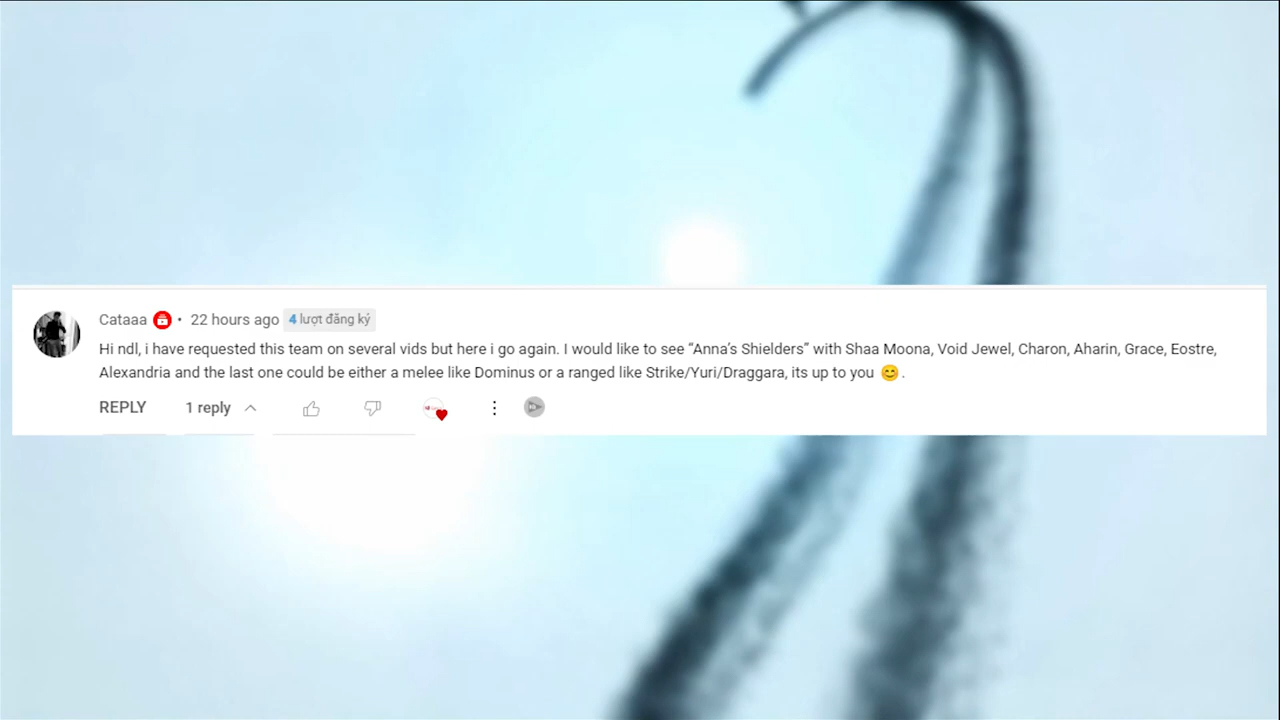 Cataaa • 22 hours ago 4 lượt đăng ký
Hi ndl, i have requested this team on several vids but here i go again. I would like to see “Anna’s Shielders” with Shaa Moona, Void Jewel, Charon, Aharin, Grace, Eostre,
Alexandria and the last one could be either a melee like Dominus or a ranged like Strike/Yuri/Draggara, its up to you 😊 .
REPLY 1 reply